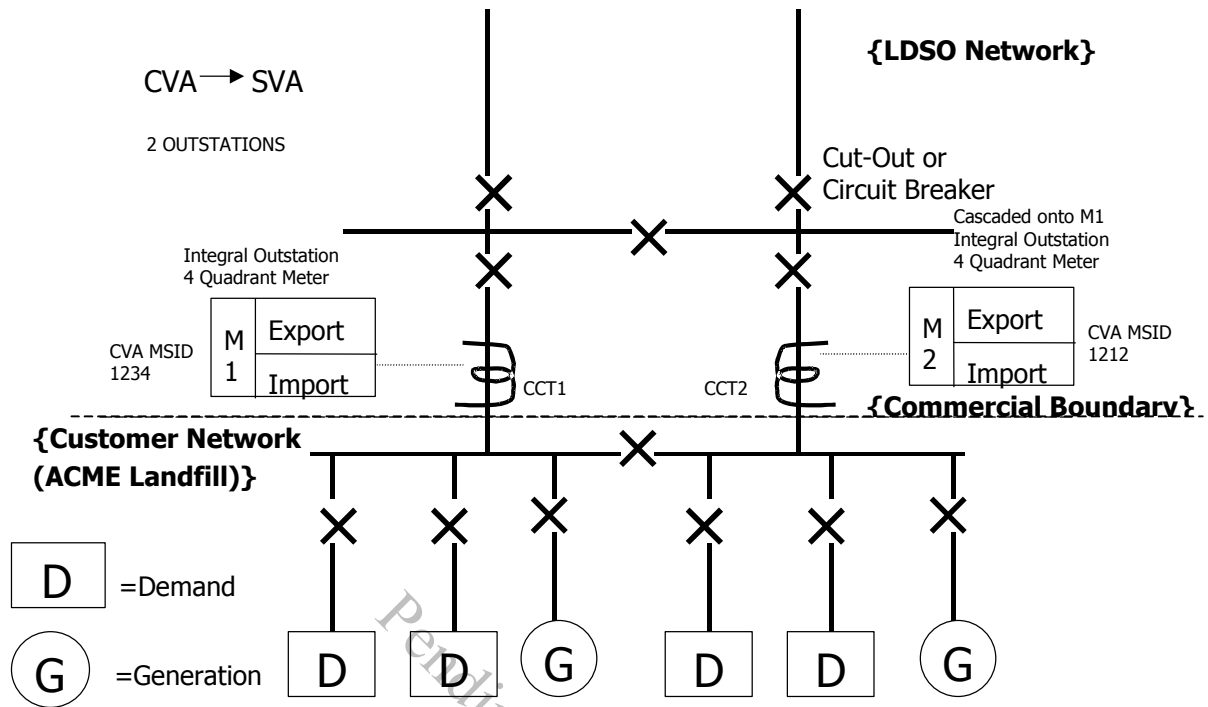 {LDSO Network}
CVA → SVA
2 OUTSTATIONS
Cut-Out or
Circuit Breaker
Cascaded onto M1
Integral Outstation
4 Quadrant Meter
Integral Outstation
4 Quadrant Meter
M
1
Export
Import
CVA MSID
1234
CCT1
CCT2
M
2
Export
Import
CVA MSID
1212
{Commercial Boundary}
{Customer Network
(ACME Landfill)}
D =Demand
G =Generation
D
D
G
D
D
G